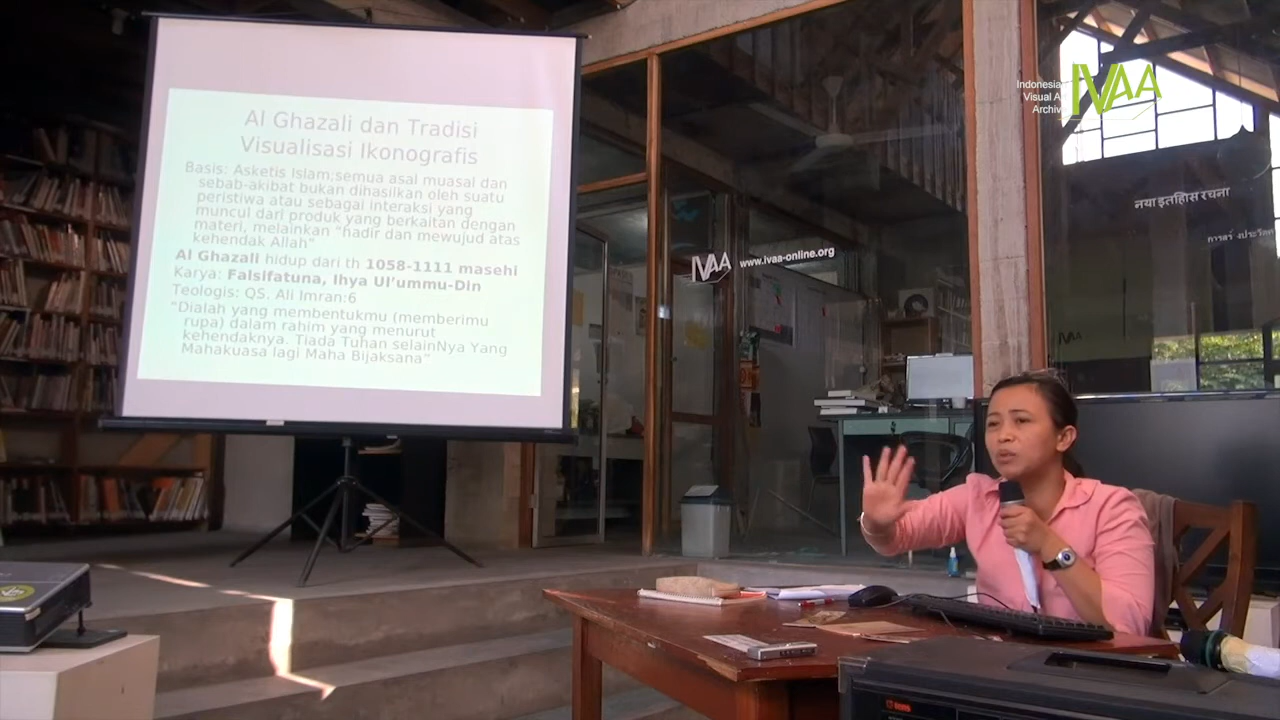 Al Ghazali dan Tradisi
Visualisasi Ikonografis
Basis: Asketis Islam;semua asal muasal dan
sebab-akibat bukan dihasilkan oleh suatu
peristiwa atau sebagai interaksi yang
muncul dari produk yang berkaitan dengan
materi, melainkan "hadir dan mewujud atas
kehendak Allah"
Al Ghazali hidup dari th 1058-1111 masehi
Karya: Falsifatuna, Ihya Ul'ummu-Din
Teologis: QS. Ali Imran:6
"Dialah yang membentukmu (memberimu
rupa) dalam rahim yang menurut
kehendaknya. Tiada Tuhan selainNya Yang
Mahakuasa lagi Maha Bijaksana"
IVAA www.ivaa-online.org
Indonesia
Visual A
Archiv
IVAA
नया इतिहास रचना